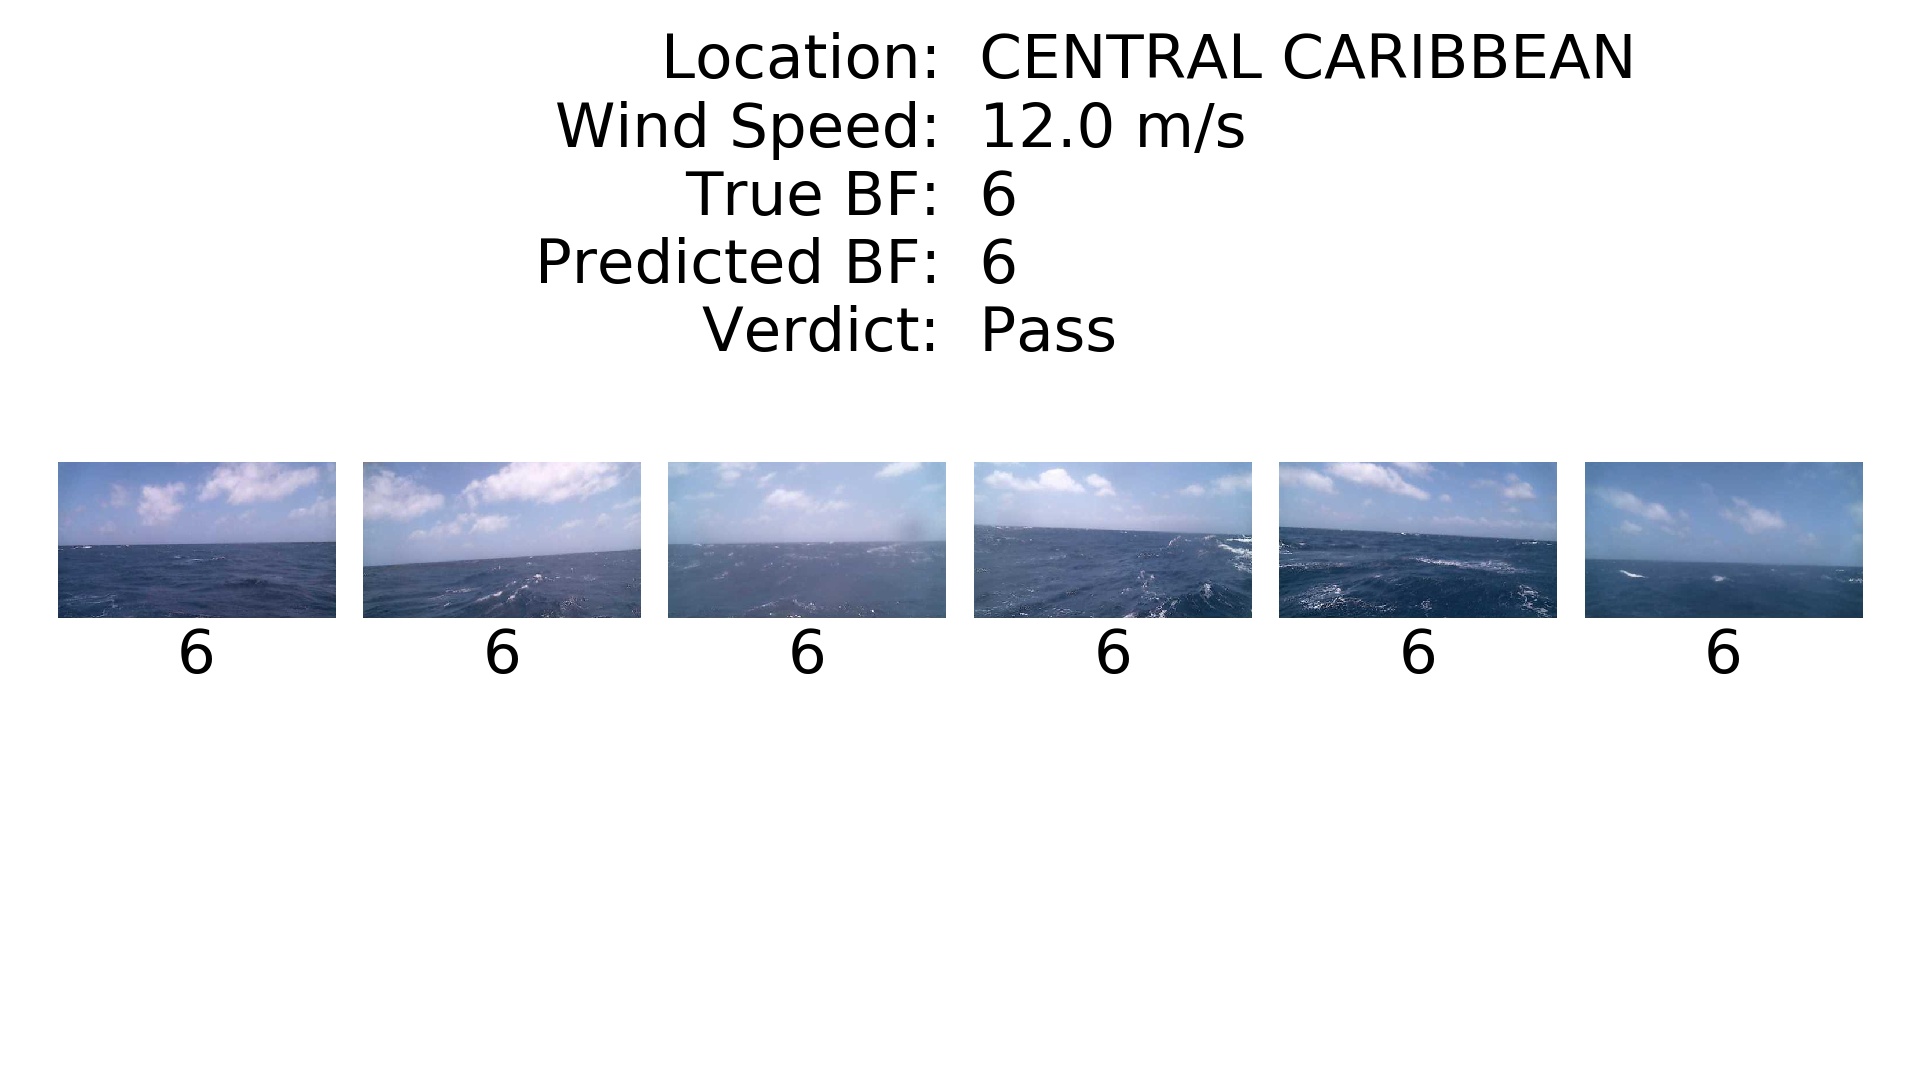 Location: CENTRAL CARIBBEAN
Wind Speed: 12.0 m/s
True BF: 6
Predicted BF: 6
Verdict: Pass
6 6 6 6 6 6